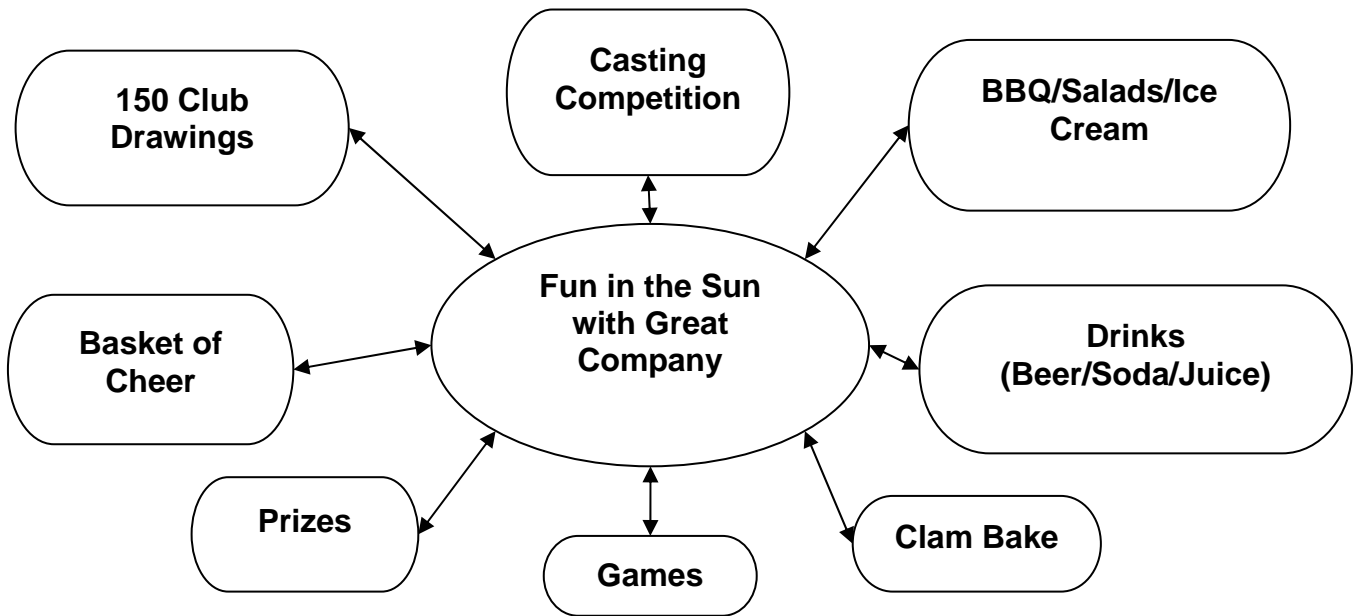 Casting
Competition
150 Club
Drawings
BBQ/Salads/Ice
Cream
Fun in the Sun
with Great
Company
Basket of
Cheer
Drinks
(Beer/Soda/Juice)
Prizes
Games
Clam Bake